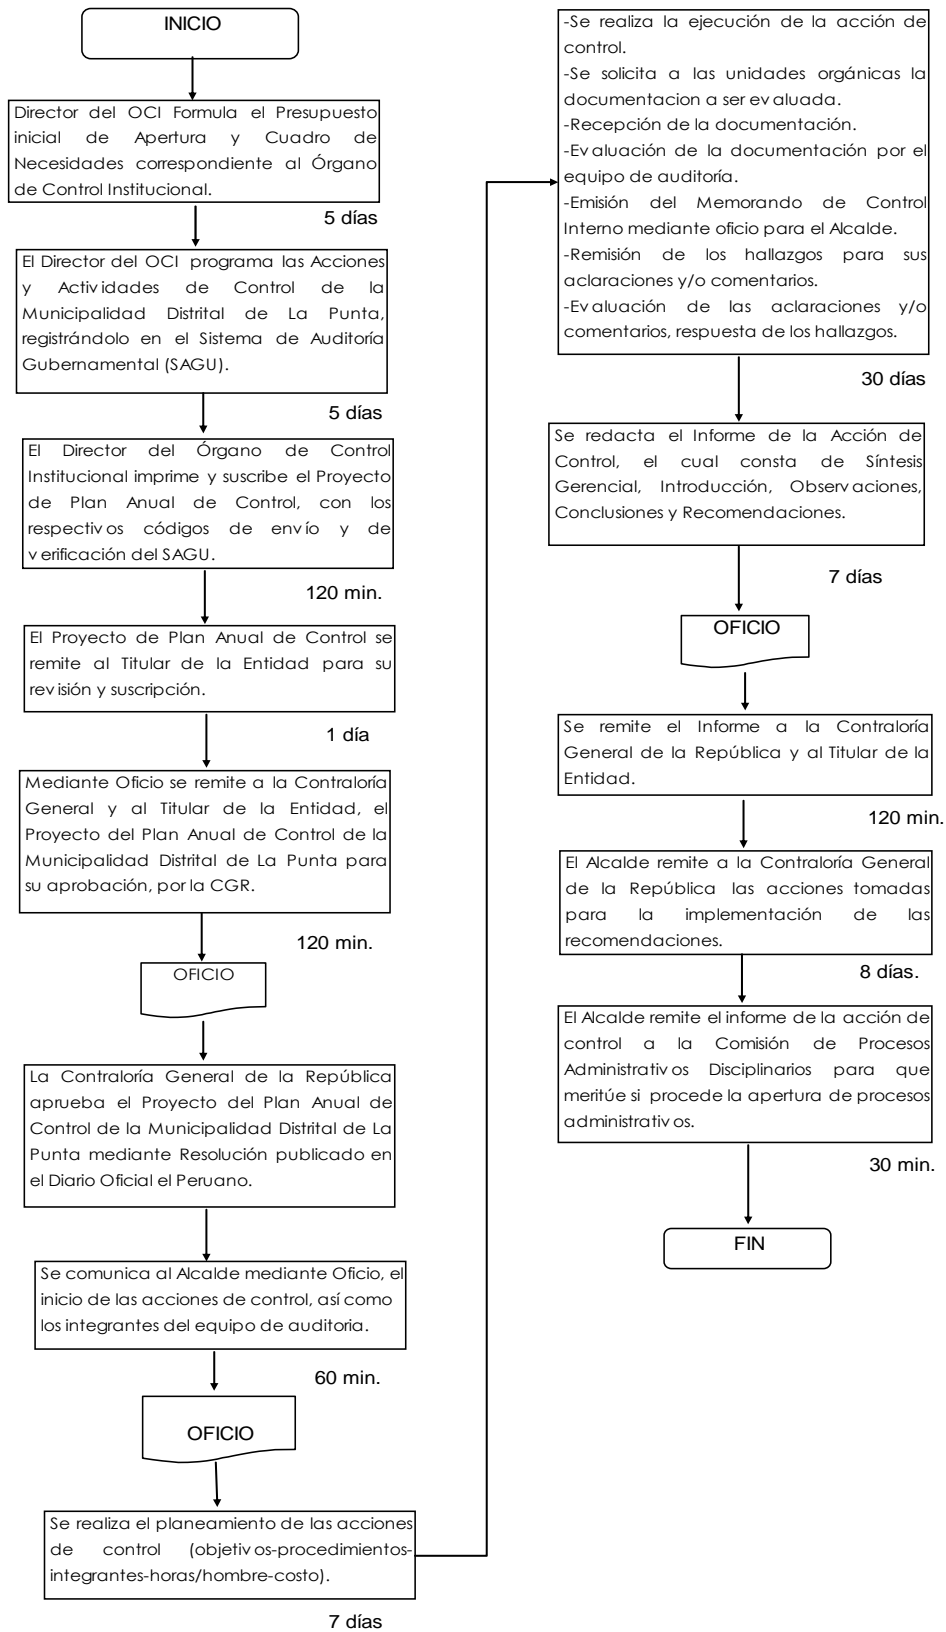 INICIO
Director del OCI Formula el Presupuesto
inicial de Apertura y Cuadro de
Necesidades correspondiente al Órgano
de Control Institucional.
5 días
El Director del OCI programa las Acciones
y Actividades de Control de la
Municipalidad Distrital de La Punta,
registrándolo en el Sistema de Auditoría
Gubernamental (SAGU).
5 días
El Director del Órgano de Control
Institucional imprime y suscribe el Proyecto
de Plan Anual de Control, con los
respectivos códigos de envío y de
verificación del SAGU.
120 min.
El Proyecto de Plan Anual de Control se
remite al Titular de la Entidad para su
revisión y suscripción.
1 día
Mediante Oficio se remite a la Contraloría
General y al Titular de la Entidad, el
Proyecto del Plan Anual de Control de la
Municipalidad Distrital de La Punta para
su aprobación, por la CGR.
120 min.
OFICIO
La Contraloría General de la República
aprueba el Proyecto del Plan Anual de
Control de la Municipalidad Distrital de La
Punta mediante Resolución publicado en
el Diario Oficial el Peruano.
Se comunica al Alcalde mediante Oficio, el
inicio de las acciones de control, así como
los integrantes del equipo de auditoria.
60 min.
OFICIO
Se realiza el planeamiento de las acciones
de control (objetivos-procedimientos-
integrantes-horas/hombre-costo).
7 días
-Se realiza la ejecución de la acción de
control.
-Se solicita a las unidades orgánicas la
documentacion a ser evaluada.
-Recepción de la documentación.
-Evaluación de la documentación por el
equipo de auditoría.
-Emisión del Memorando de Control
Interno mediante oficio para el Alcalde.
-Remisión de los hallazgos para sus
aclaraciones y/o comentarios.
-Evaluación de las aclaraciones y/o
comentarios, respuesta de los hallazgos.
30 días
Se redacta el Informe de la Acción de
Control, el cual consta de Síntesis
Gerencial, Introducción, Observaciones,
Conclusiones y Recomendaciones.
7 días
OFICIO
Se remite el Informe a la Contraloría
General de la República y al Titular de la
Entidad.
120 min.
El Alcalde remite a la Contraloría General
de la República las acciones tomadas
para la implementación de las
recomendaciones.
8 días.
El Alcalde remite el informe de la acción de
control a la Comisión de Procesos
Administrativos Disciplinarios para que
meritúe si procede la apertura de procesos
administrativos.
30 min.
FIN